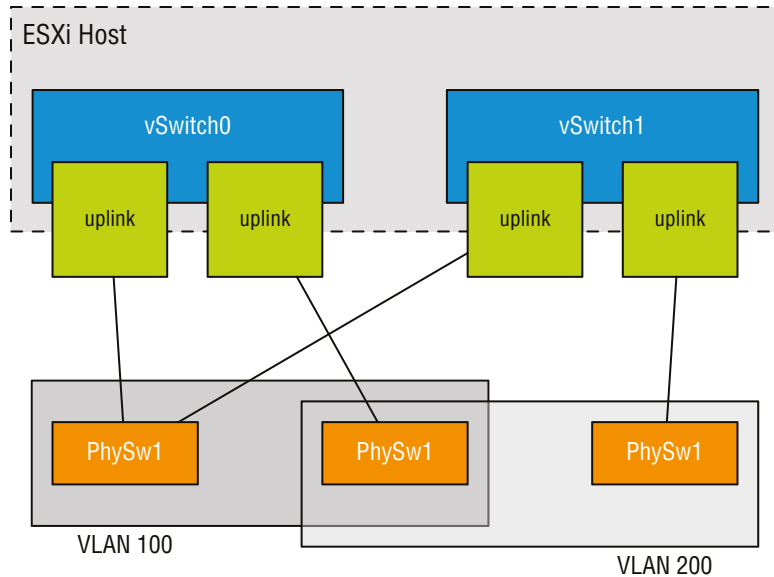 ESXi Host
vSwitch0
vSwitch1
uplink
uplink
uplink
uplink
PhySw1
PhySw1
PhySw1
VLAN 100
VLAN 200